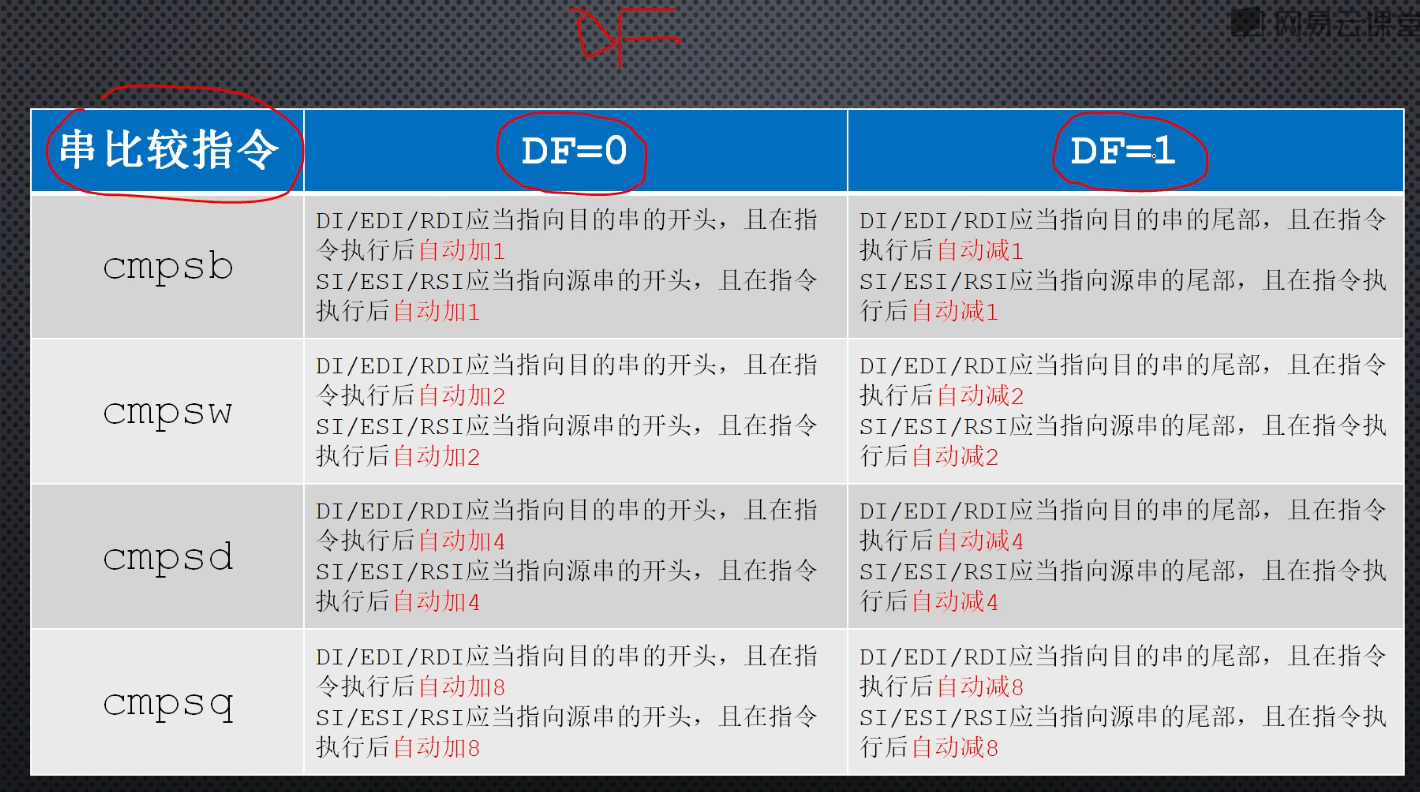 DF
网易云课堂
串比较指令
DF=0
DF=1
cmpsb
DI/EDI/RDI应当指向目的串的开头，且在指
令执行后自动加1
SI/ESI/RSI应当指向源串的开头，且在指令
执行后自动加1
DI/EDI/RDI应当指向目的串的尾部，且在指令
执行后自动减1
SI/ESI/RSI应当指向源串的尾部，且在指令执
行后自动减1
cmpsw
DI/EDI/RDI应当指向目的串的开头，且在指
令执行后自动加2
SI/ESI/RSI应当指向源串的开头，且在指令
执行后自动加2
DI/EDI/RDI应当指向目的串的尾部，且在指令
执行后自动减2
SI/ESI/RSI应当指向源串的尾部，且在指令执
行后自动减2
cmpsd
DI/EDI/RDI应当指向目的串的开头，且在指
令执行后自动加4
SI/ESI/RSI应当指向源串的开头，且在指令
执行后自动加4
DI/EDI/RDI应当指向目的串的尾部，且在指令
执行后自动减4
SI/ESI/RSI应当指向源串的尾部，且在指令执
行后自动减4
cmpsq
DI/EDI/RDI应当指向目的串的开头，且在指
令执行后自动加8
SI/ESI/RSI应当指向源串的开头，且在指令
执行后自动加8
DI/EDI/RDI应当指向目的串的尾部，且在指令
执行后自动减8
SI/ESI/RSI应当指向源串的尾部，且在指令执
行后自动减8